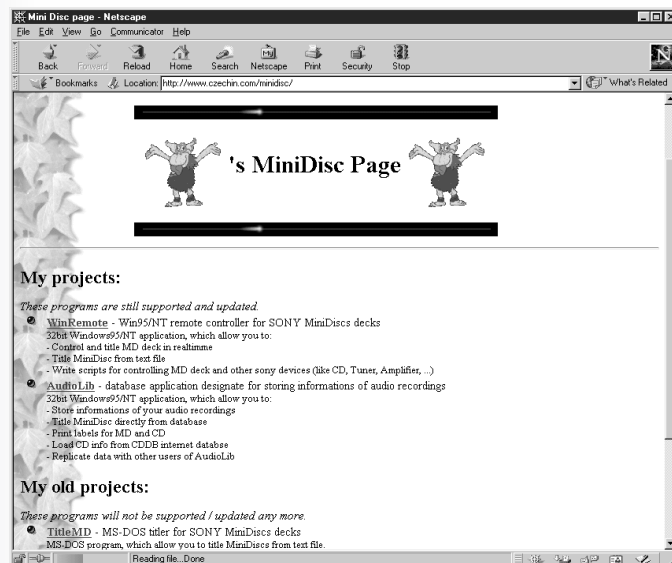 Mini Disc page - Netscape
File Edit View Go Communicator Help
Back Forward Reload Home Search Netscape Print Security Stop
My
N
Bookmarks Location: http://www.czechin.com/minidisc/ What's Related
's MiniDisc Page
My projects:
These programs are still supported and updated.
WinRemote - Win95/NT remote controller for SONY MiniDiscs decks
32bit Windows95/NT application, which allow you to:
- Control and title MD deck in realtimme
- Title MiniDisc from text file
- Write scripts for controlling MD deck and other sony devices (like CD, Tuner, Amplifier, ...)
AudioLib - database application designate for storing informations of audio recordings
32bit Windows95/NT application, which allow you to:
- Store informations of your audio recordings
- Title MiniDisc directly from database
- Print labels for MD and CD
- Load CD info from CDDB internet databse
- Replicate data with other users of AudioLib
My old projects:
These programs will not be supported / updated any more.
TitleMD - MS-DOS titler for SONY MiniDiscs decks
MS-DOS program, which allow you to title MiniDiscs from text file.
Reading file...Done